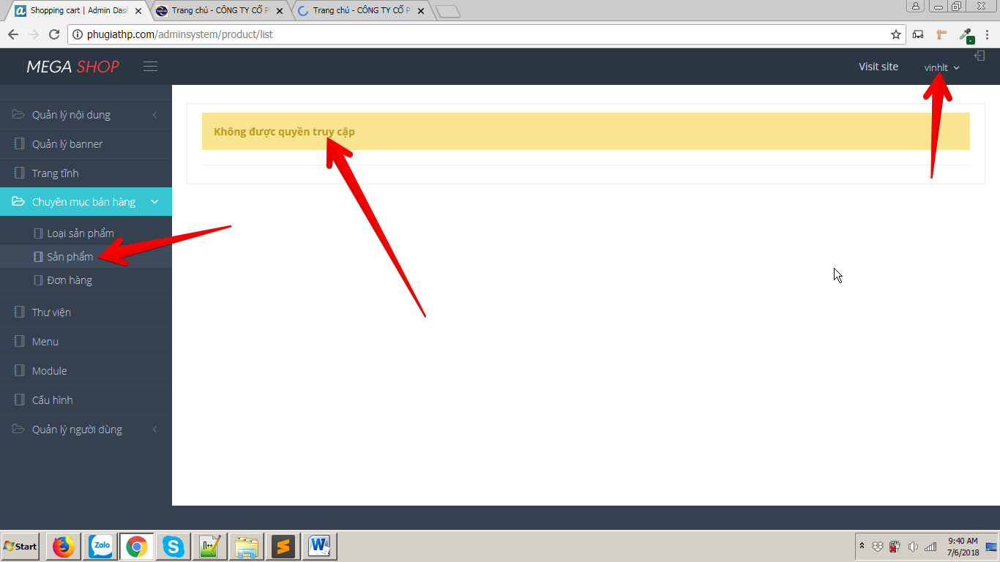 Shopping cart | Admin Das
Trang chủ - CÔNG TY CỔ P
Trang chủ - CÔNG TY CỔ P
phugiathp.com/adminsystem/product/list
MEGA SHOP
Visit site
vinhlt
Quản lý nội dung
Quản lý banner
Trang tĩnh
Chuyên mục bán hàng
Loại sản phẩm
Sản phẩm
Đơn hàng
Thư viện
Menu
Module
Cấu hình
Quản lý người dùng
Không được quyền truy cập
Start
Zalo
9:40 AM
7/6/2018